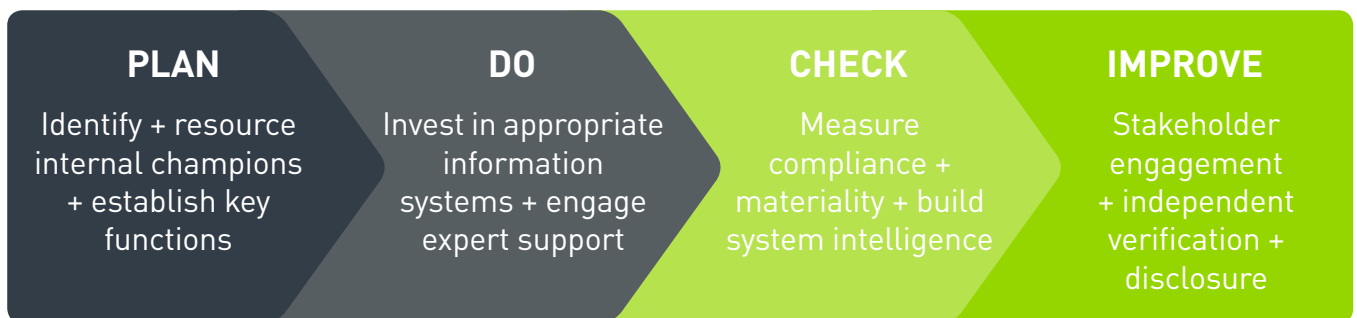 PLAN
Identify + resource
internal champions
+ establish key
functions
DO
Invest in appropriate
information
systems + engage
expert support
CHECK
Measure
compliance +
materiality + build
system intelligence
IMPROVE
Stakeholder
engagement
+ independent
verification +
disclosure